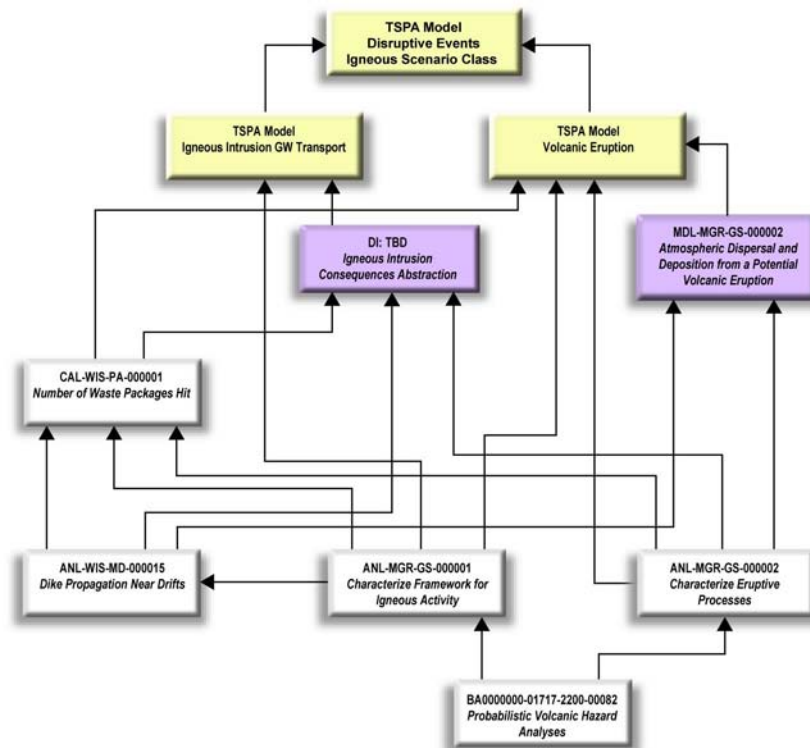 TSPA Model
Disruptive Events
Igneous Scenario Class
TSPA Model
Igneous Intrusion GW Transport
TSPA Model
Volcanic Eruption
DI: TBD
Igneous Intrusion
Consequences Abstraction
MDL-MGR-GS-000002
Atmospheric Dispersal and
Deposition from a Potential
Volcanic Eruption
CAL-WIS-PA-000001
Number of Waste Packages Hit
ANL-WIS-MD-000015
Dike Propagation Near Drifts
ANL-MGR-GS-000001
Characterize Framework for
Igneous Activity
ANL-MGR-GS-000002
Characterize Eruptive
Processes
BA0000000-01717-2200-00082
Probabilistic Volcanic Hazard
Analyses